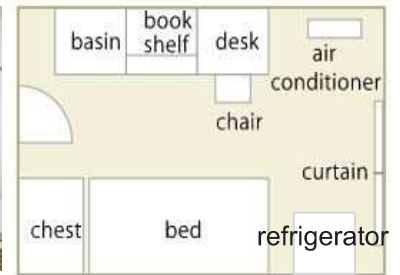 basin
book
shelf
desk
air
conditioner
chair
curtain
chest
bed
refrigerator